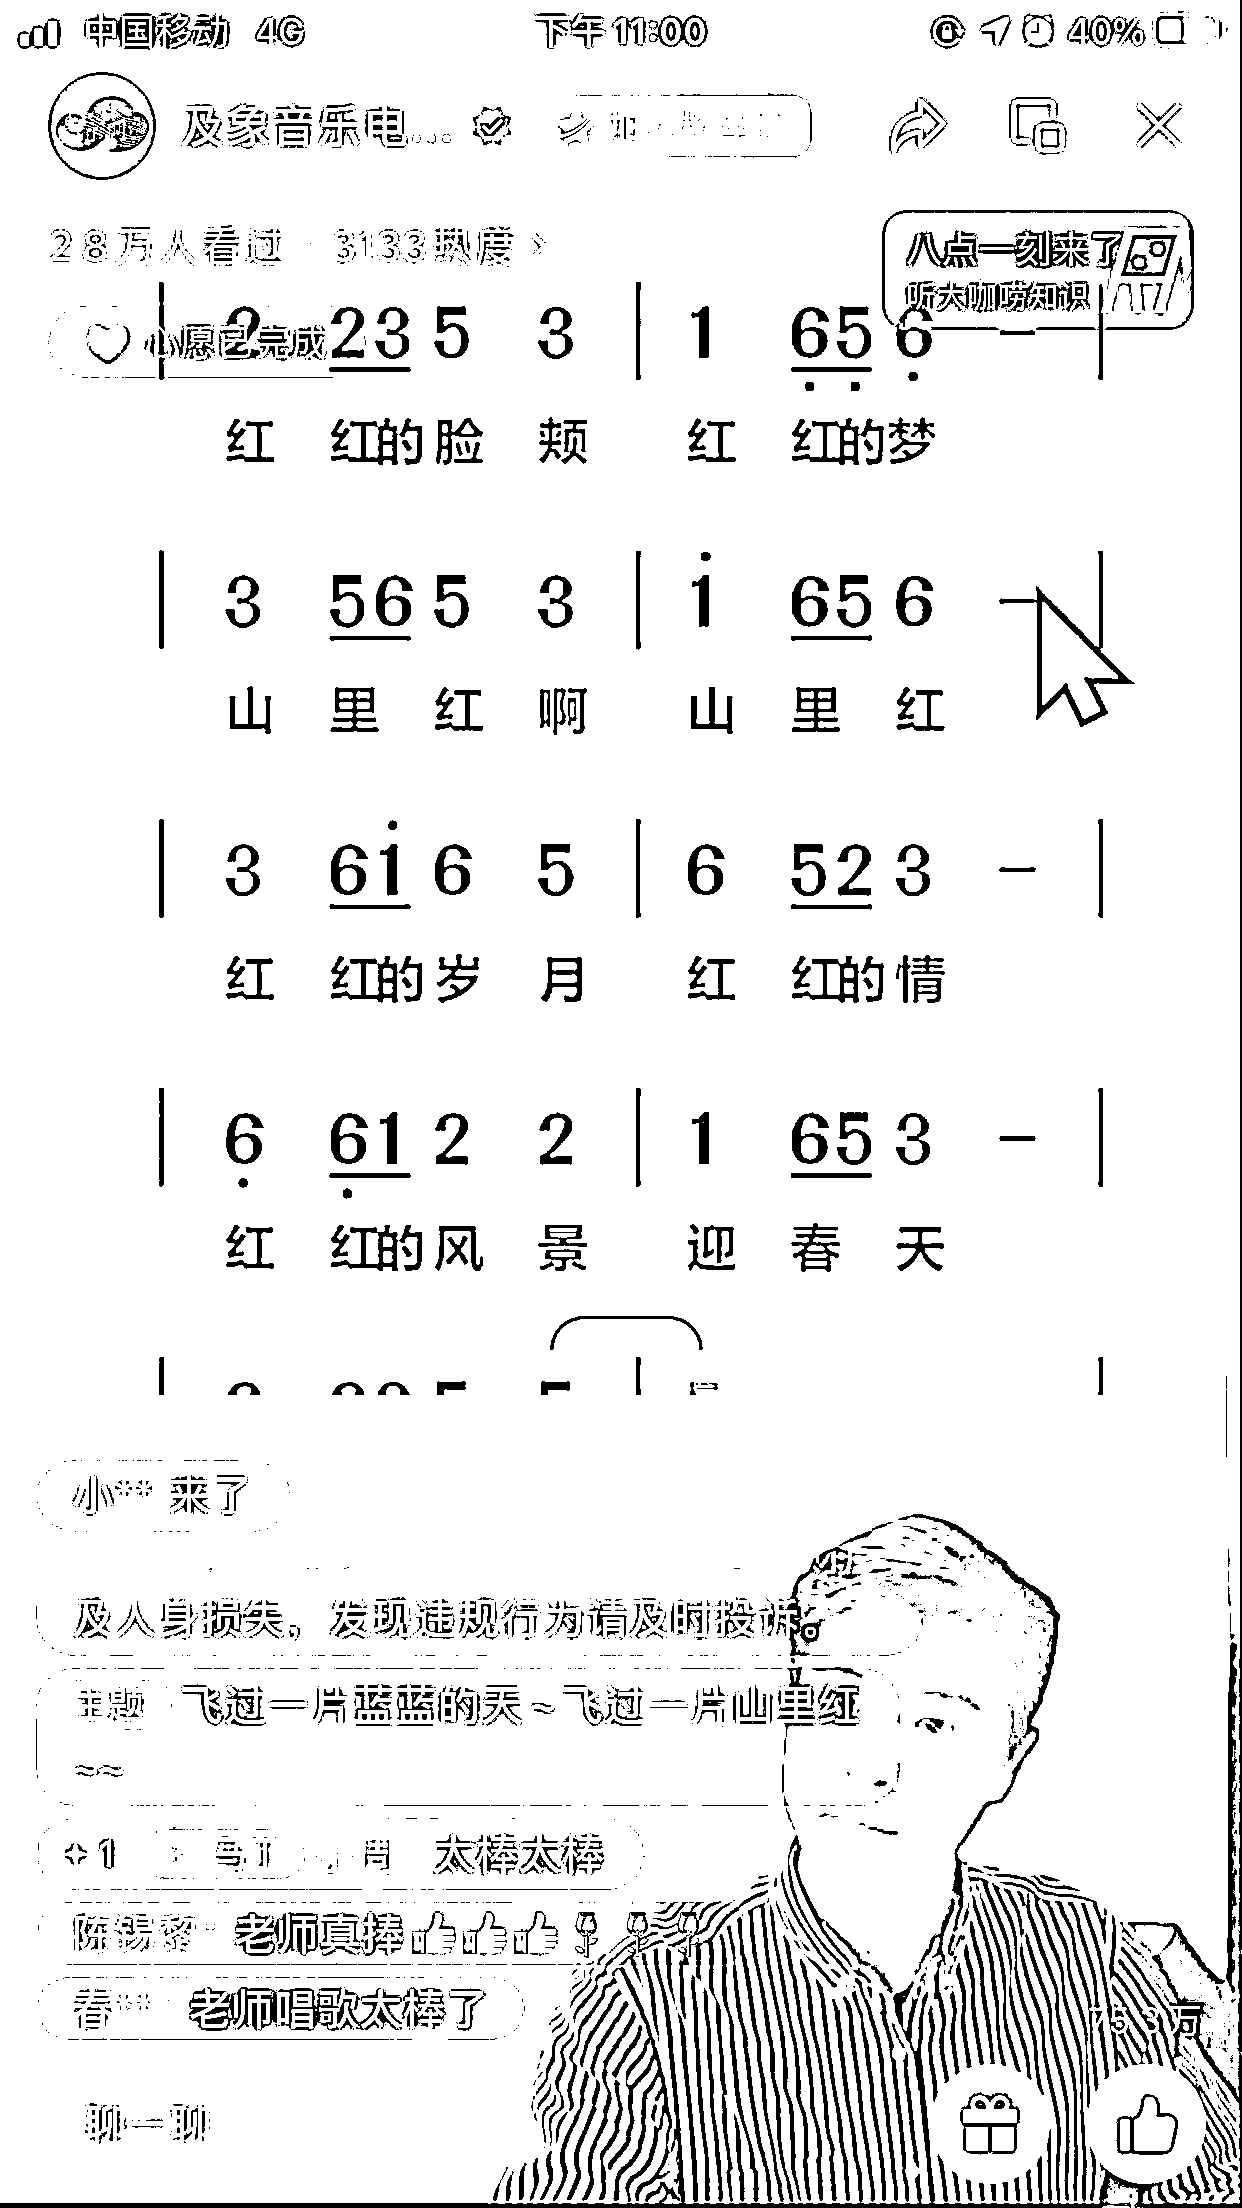 中国移动 4G 下午11:00 40%
及象音乐电...
28万人看过 3133热度 >
八点一刻来了
听大咖唠知识
心愿已完成
2 23 5 3 | 1 65 6 - |
红 红的脸 颊 红 红的梦
| 3 56 5 3 | 1 65 6 - |
山 里 红 啊 山 里 红
| 3 61 6 5 | 6 52 3 - |
红 红的岁 月 红 红的情
| 6 61 2 2 | 1 65 3 - |
红 红的风 景 迎 春 天
小** 来了
及人身损失，发现违规行为请及时投诉。
主题 飞过一片蓝蓝的天~飞过一片山里红
~~
+1 太棒太棒
陈锡黎: 老师真捧👍👍👍🌹🌹🌹
春** 老师唱歌太棒了
75.3万
聊一聊